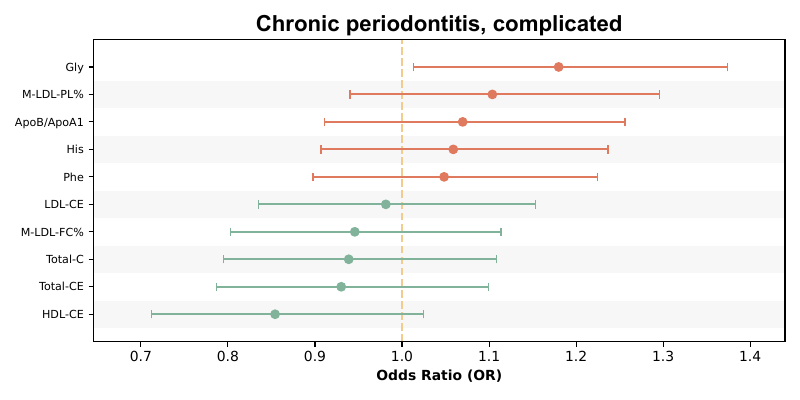 Chronic periodontitis, complicated
Gly
M-LDL-PL%
ApoB/ApoA1
His
Phe
LDL-CE
M-LDL-FC%
Total-C
Total-CE
HDL-CE
0.7 0.8 0.9 1.0 1.1 1.2 1.3 1.4
Odds Ratio (OR)